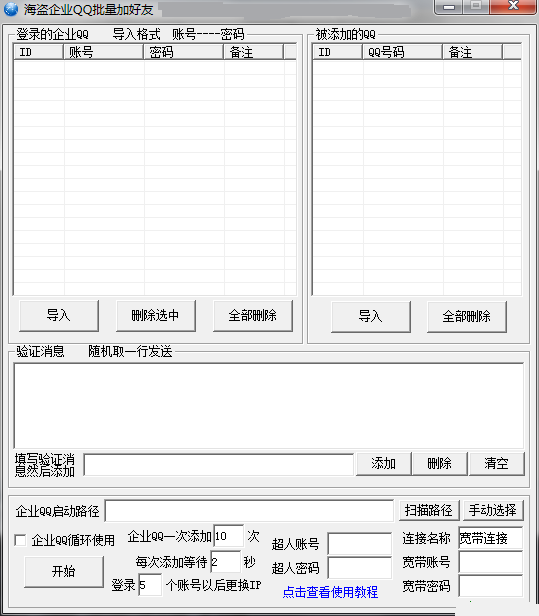 海盗企业QQ批量加好友
登录的企业QQ 导入格式 账号----密码
被添加的QQ
ID 账号 密码 备注
ID QQ号码 备注
导入 删除选中 全部删除
导入 全部删除
验证消息 随机取一行发送
填写验证消
息然后添加
添加 删除 清空
企业QQ启动路径 扫描路径 手动选择
企业QQ循环使用 企业QQ一次添加 10 次
每次添加等待 2 秒
开始
登录 5 个账号以后更换IP
超人账号
超人密码
点击查看使用教程
连接名称 宽带连接
宽带账号
宽带密码